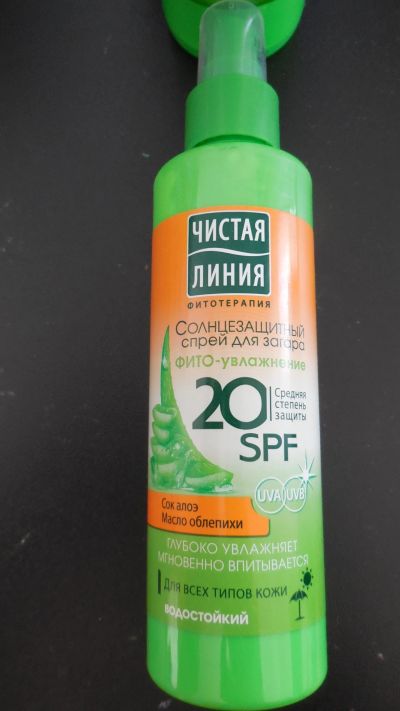 ЧИСТАЯ
ЛИНИЯ
ФИТОТЕРАПИЯ
Солнцезащитный
спрей для загара
ФИТО-увлажнение
20
Средняя
степень
защиты
SPF
UVA UVB
Сок алоэ
Масло облепихи
ГЛУБОКО УВЛАЖНЯЕТ
МГНОВЕННО ВПИТЫВАЕТСЯ
Для всех типов кожи
водостойкий